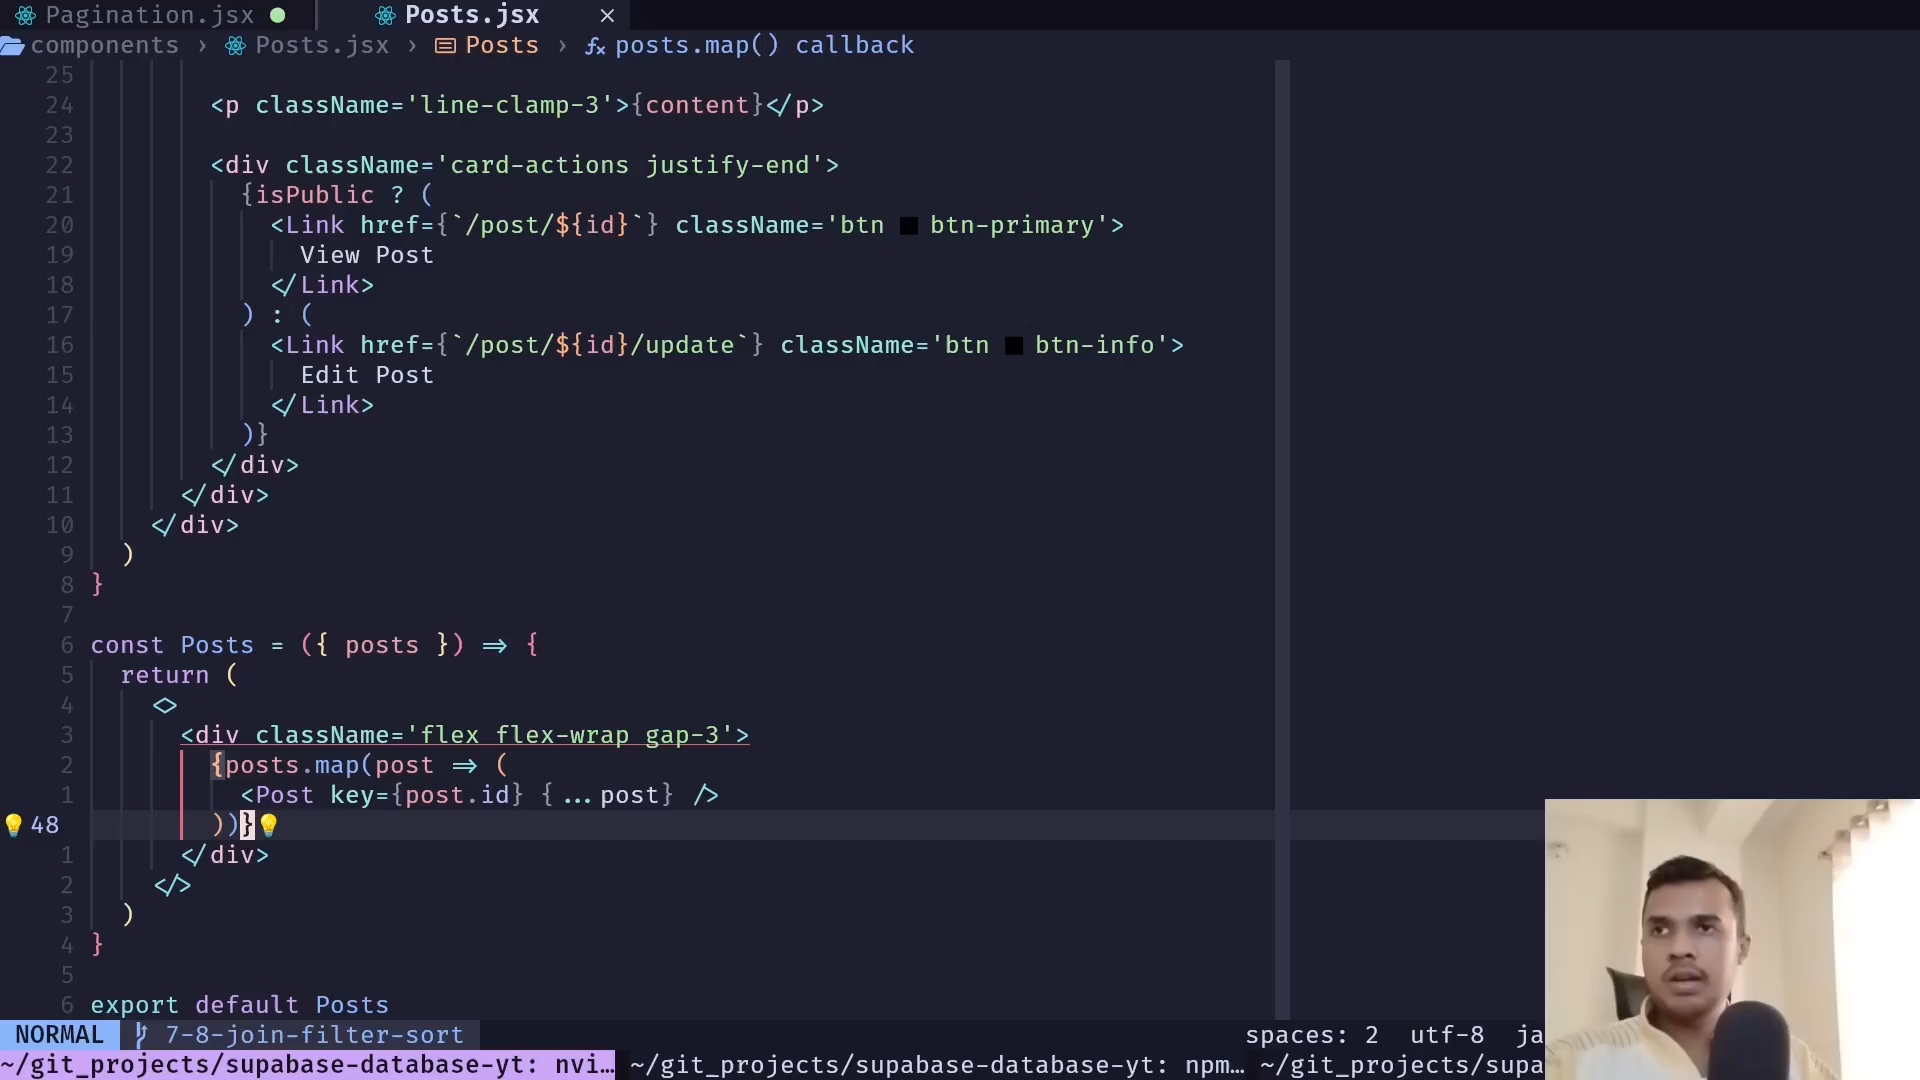 Pagination.jsx Posts.jsx ×
components › Posts.jsx › Posts › fx posts.map() callback
25
24 <p className='line-clamp-3'>{content}</p>
23
22 <div className='card-actions justify-end'>
21 {isPublic ? (
20 <Link href={`/post/${id}`} className='btn btn-primary'>
19 View Post
18 </Link>
17 ) : (
16 <Link href={`/post/${id}/update`} className='btn btn-info'>
15 Edit Post
14 </Link>
13 )}
12 </div>
11 </div>
10 </div>
9 )
8 }
7
6 const Posts = ({ posts }) => {
5 return (
4 <>
3 <div className='flex flex-wrap gap-3'>
2 {posts.map(post => (
1 <Post key={post.id} {...post} />
48 ))}
1 </div>
2 </>
3 )
4 }
5
6 export default Posts
NORMAL 7-8-join-filter-sort spaces: 2 utf-8 ja
~/git_projects/supabase-database-yt: nvi… ~/git_projects/supabase-database-yt: npm… ~/git_projects/supa